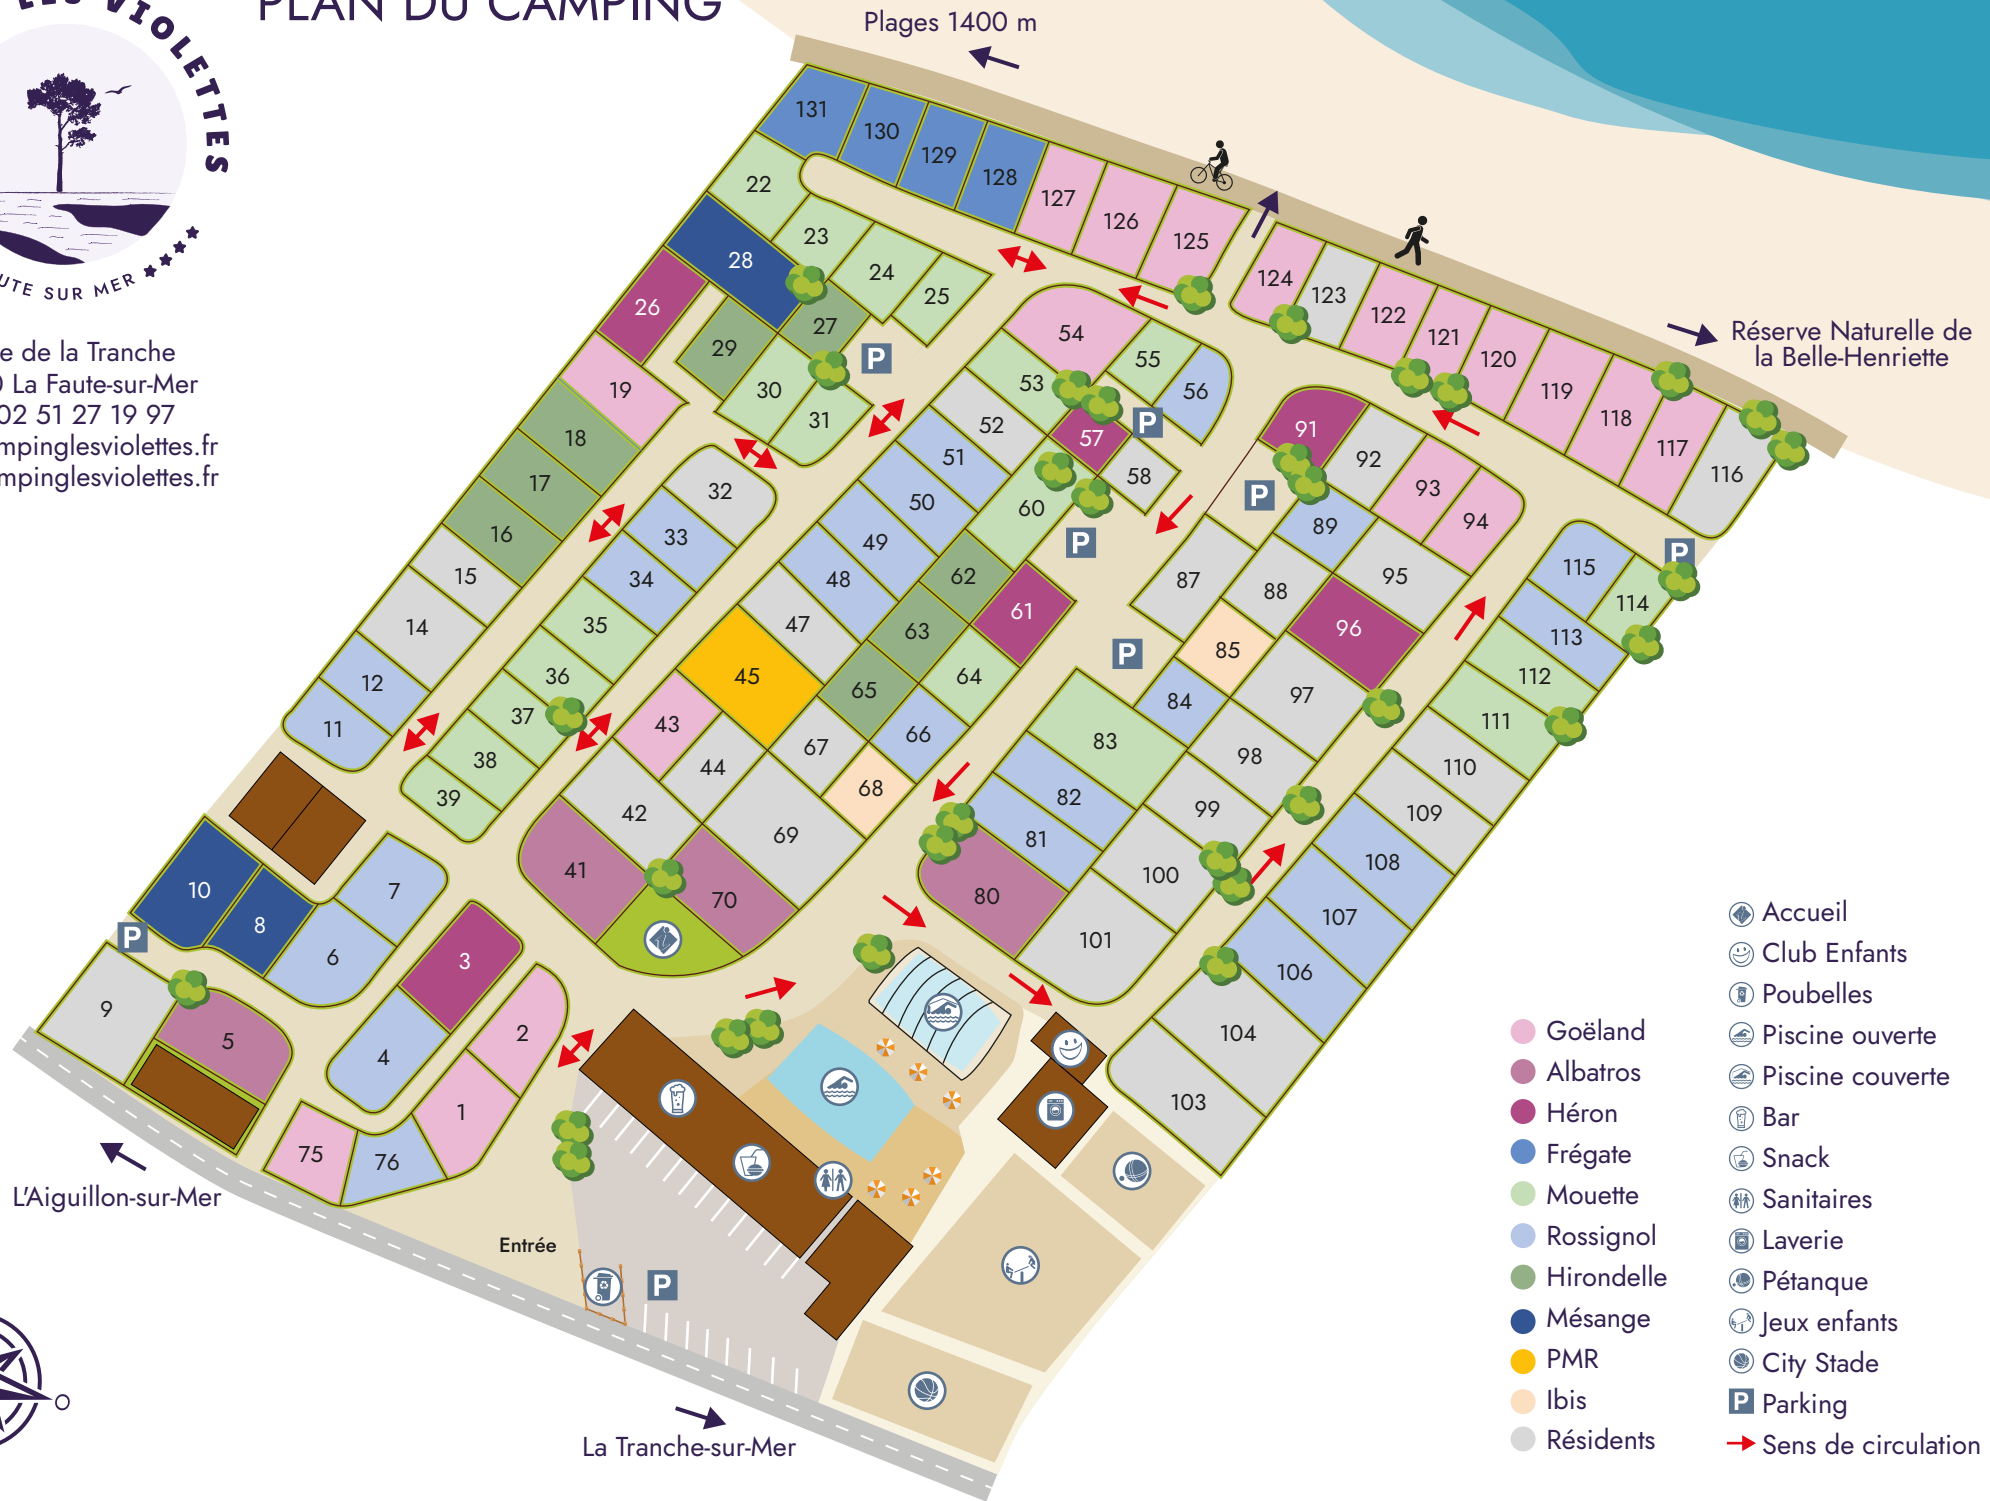 PLAN DU CAMPING
LES VIOLETTES
FAUTE SUR MER
e de la Tranche
La Faute-sur-Mer
02 51 27 19 97
mpinglesviolettes.fr
mpinglesviolettes.fr
Plages 1400 m
Réserve Naturelle de
la Belle-Henriette
131
130
129
128
127
126
125
124
123
122
121
120
119
118
117
116
22
23
24
25
28
27
26
29
30
31
19
18
17
16
15
14
12
11
32
33
34
35
36
37
38
39
54
55
56
53
52
57
58
51
50
60
49
48
62
61
47
63
45
65
64
43
66
67
44
68
42
69
41
70
91
92
93
94
89
95
88
87
96
85
97
84
83
98
82
99
81
100
80
101
115
114
113
112
111
110
109
108
107
106
104
103
10
8
7
6
9
5
3
4
2
1
75
76
P
P
P
P
P
P
P
P
L'Aiguillon-sur-Mer
Entrée
La Tranche-sur-Mer
O
Goëland
Albatros
Héron
Frégate
Mouette
Rossignol
Hirondelle
Mésange
PMR
Ibis
Résidents
Accueil
Club Enfants
Poubelles
Piscine ouverte
Piscine couverte
Bar
Snack
Sanitaires
Laverie
Pétanque
Jeux enfants
City Stade
P Parking
Sens de circulation